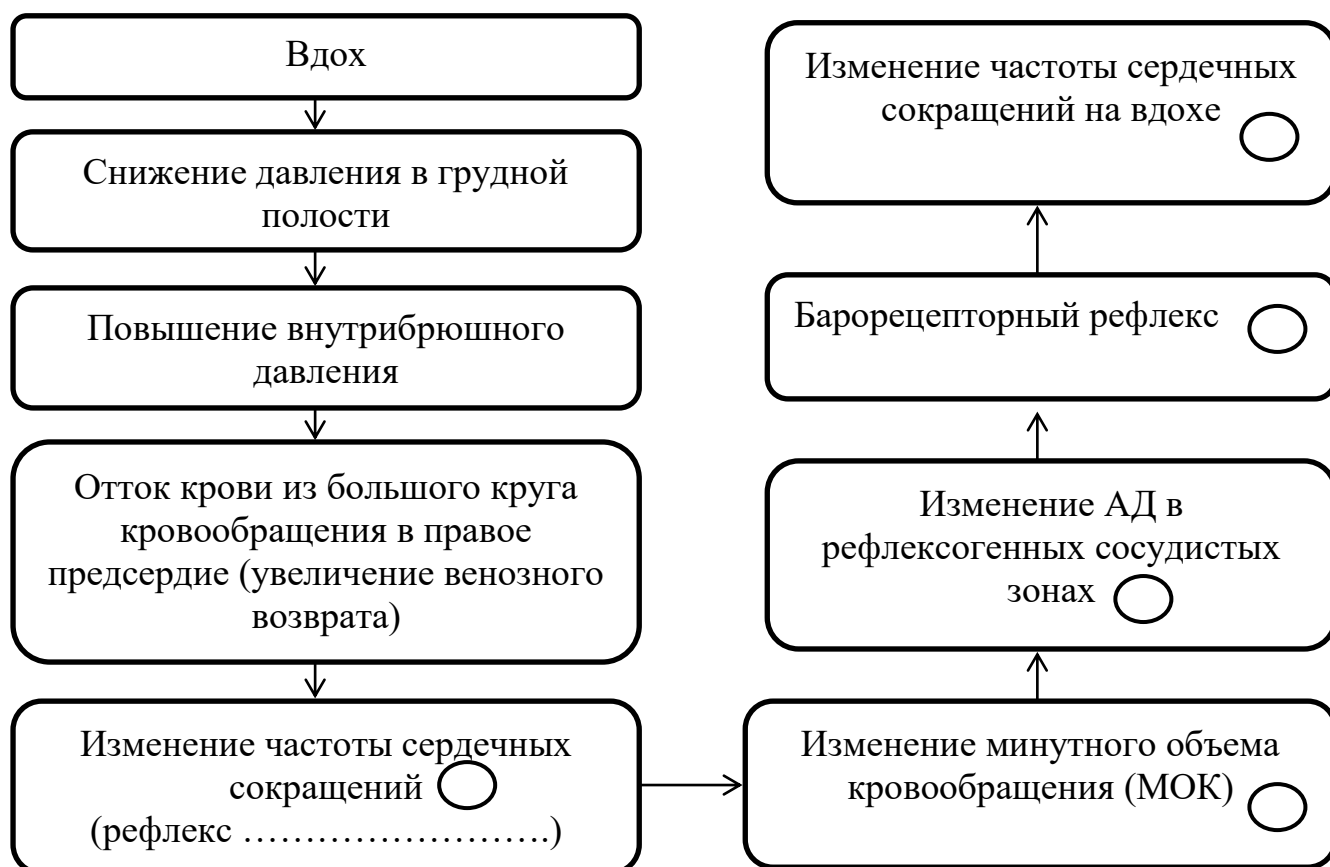 Вдох
Снижение давления в грудной
полости
Повышение внутрибрюшного
давления
Отток крови из большого круга
кровообращения в правое
предсердие (увеличение венозного
возврата)
Изменение частоты сердечных
сокращений
(рефлекс …………………….)
Изменение минутного объема
кровообращения (МОК)
Изменение АД в
рефлексогенных сосудистых
зонах
Барорецепторный рефлекс
Изменение частоты сердечных
сокращений на вдохе